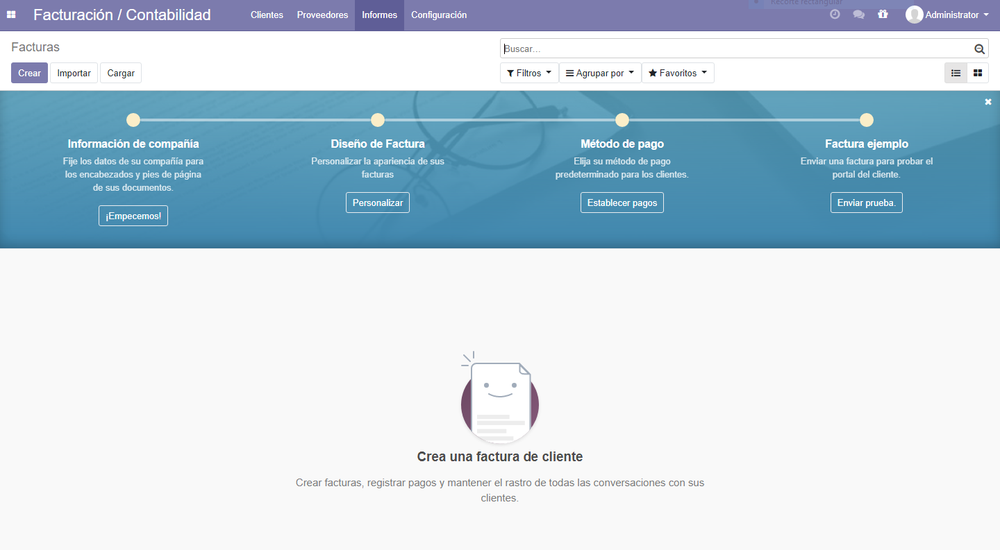 Facturación / Contabilidad
Clientes
Proveedores
Informes
Configuración
Recorte rectangular
Administrator
Facturas
Buscar...
Crear
Importar
Cargar
Filtros
Agrupar por
Favoritos
Información de compañía
Fije los datos de su compañía para
los encabezados y pies de página
de sus documentos.
¡Empecemos!
Diseño de Factura
Personalizar la apariencia de sus
facturas
Personalizar
Método de pago
Elija su método de pago
predeterminado para los clientes.
Establecer pagos
Factura ejemplo
Enviar una factura para probar el
portal del cliente.
Enviar prueba.
Crea una factura de cliente
Crear facturas, registrar pagos y mantener el rastro de todas las conversaciones con sus
clientes.